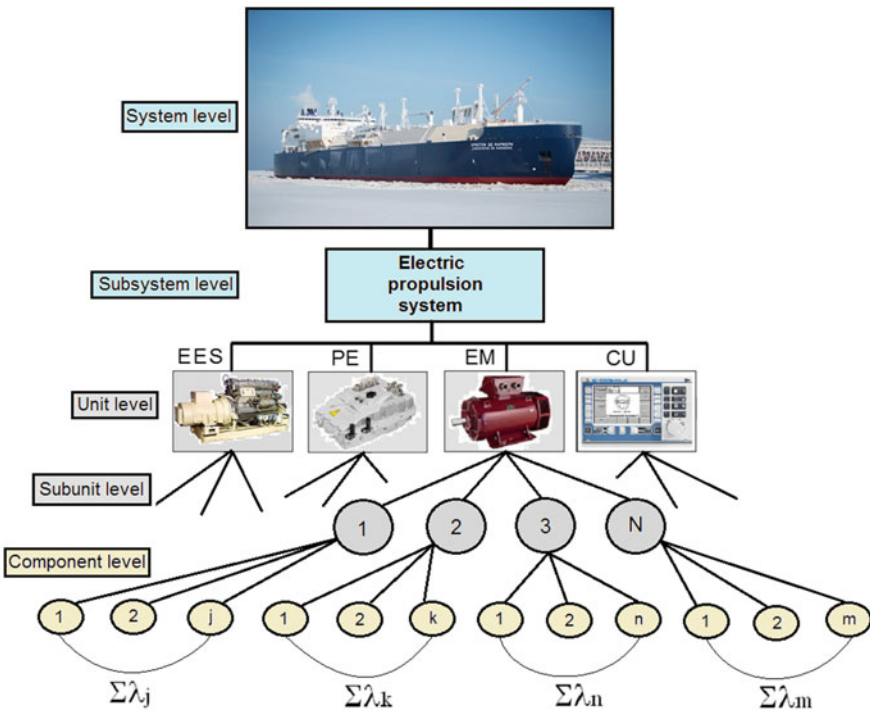 System level
Subsystem level
Electric
propulsion
system
EES
PE
EM
CU
Unit level
Subunit level
1
2
3
N
Component level
1
2
j
1
2
k
1
2
n
1
2
m
Σλj
Σλk
Σλn
Σλm